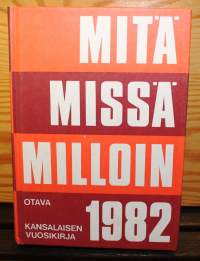 MITÄ
MISSÄ
MILLOIN
OTAVA
1982
KANSALAISEN
VUOSIKIRJA